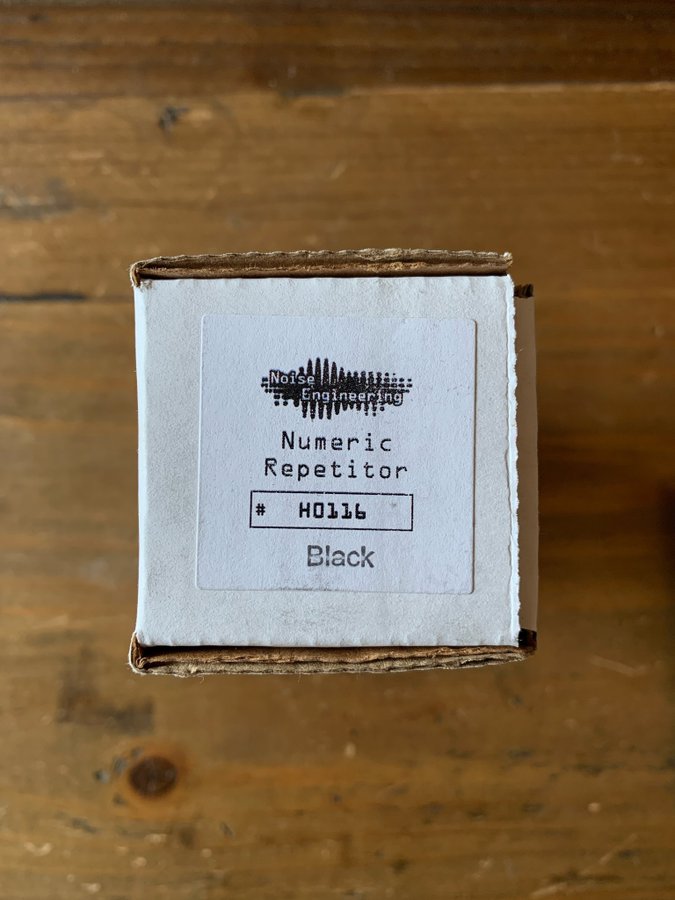 Noise
Engineering
Numeric
Repetitor
# H0116
Black